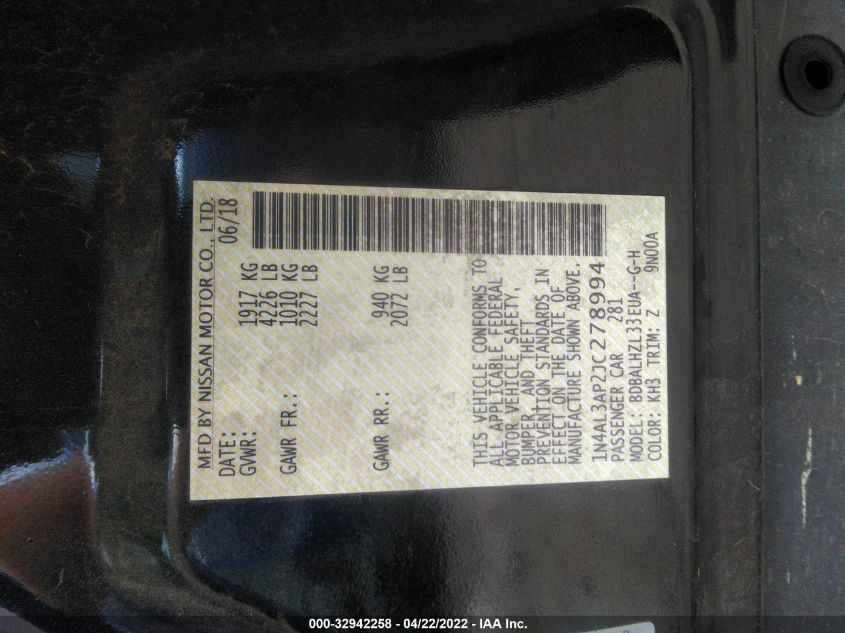 MFD BY NISSAN MOTOR CO., LTD.
DATE: 06/18
GVWR: 1917 KG
4226 LB
GAWR FR.: 1010 KG
2227 LB
GAWR RR.: 940 KG
2072 LB
THIS VEHICLE CONFORMS TO
ALL APPLICABLE FEDERAL
MOTOR VEHICLE SAFETY,
BUMPER, AND THEFT
PREVENTION STANDARDS IN
EFFECT ON THE DATE OF
MANUFACTURE SHOWN ABOVE.
1N4AL3AP2JC278994
PASSENGER CAR 281
MODEL: BDBALHZL33EUA--G-H
COLOR: KH3 TRIM: Z 9N00A
000-32942258 - 04/22/2022 - IAA Inc.